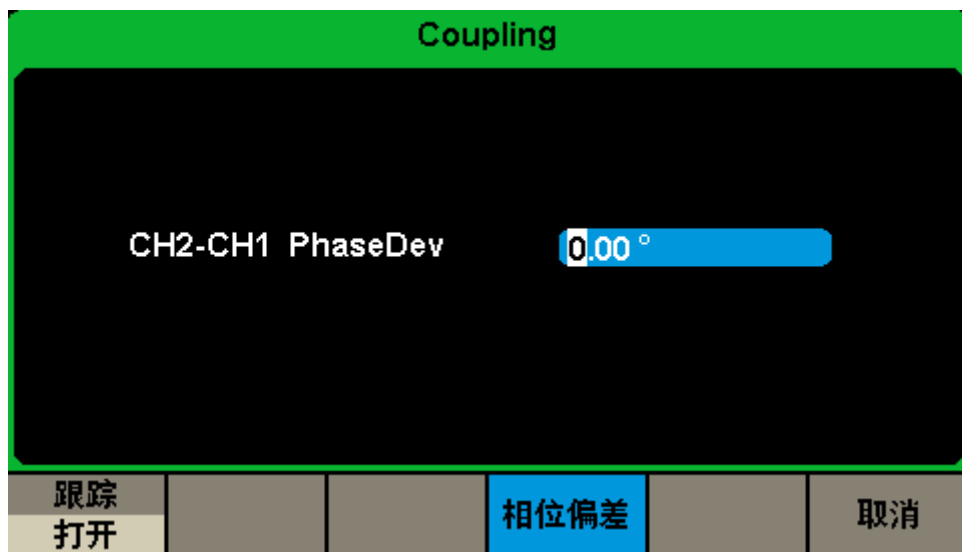 Coupling
CH2-CH1 PhaseDev 0.00 °
跟踪
打开
相位偏差
取消